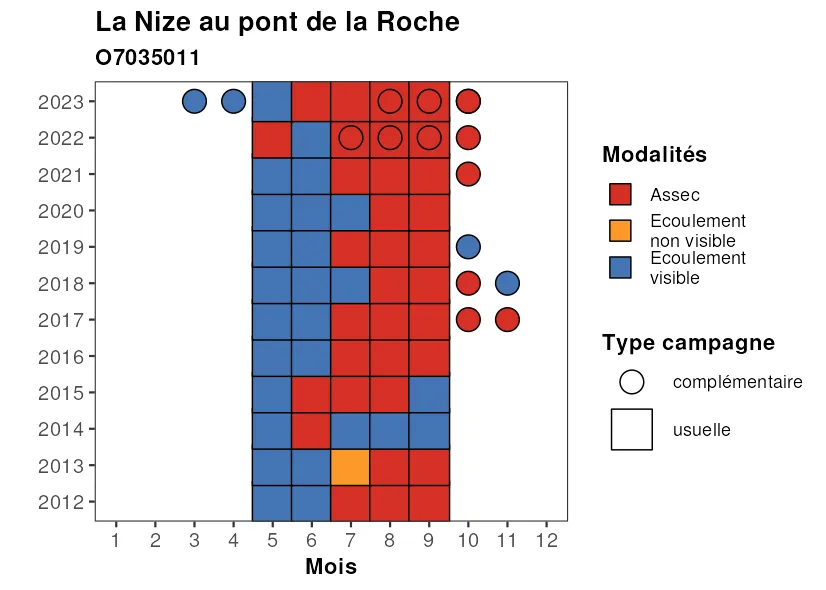 La Nize au pont de la Roche
O7035011
2023
2022
2021
2020
2019
2018
2017
2016
2015
2014
2013
2012
1 2 3 4 5 6 7 8 9 10 11 12
Mois
Modalités
Assec
Ecoulement
non visible
Ecoulement
visible
Type campagne
complémentaire
usuelle